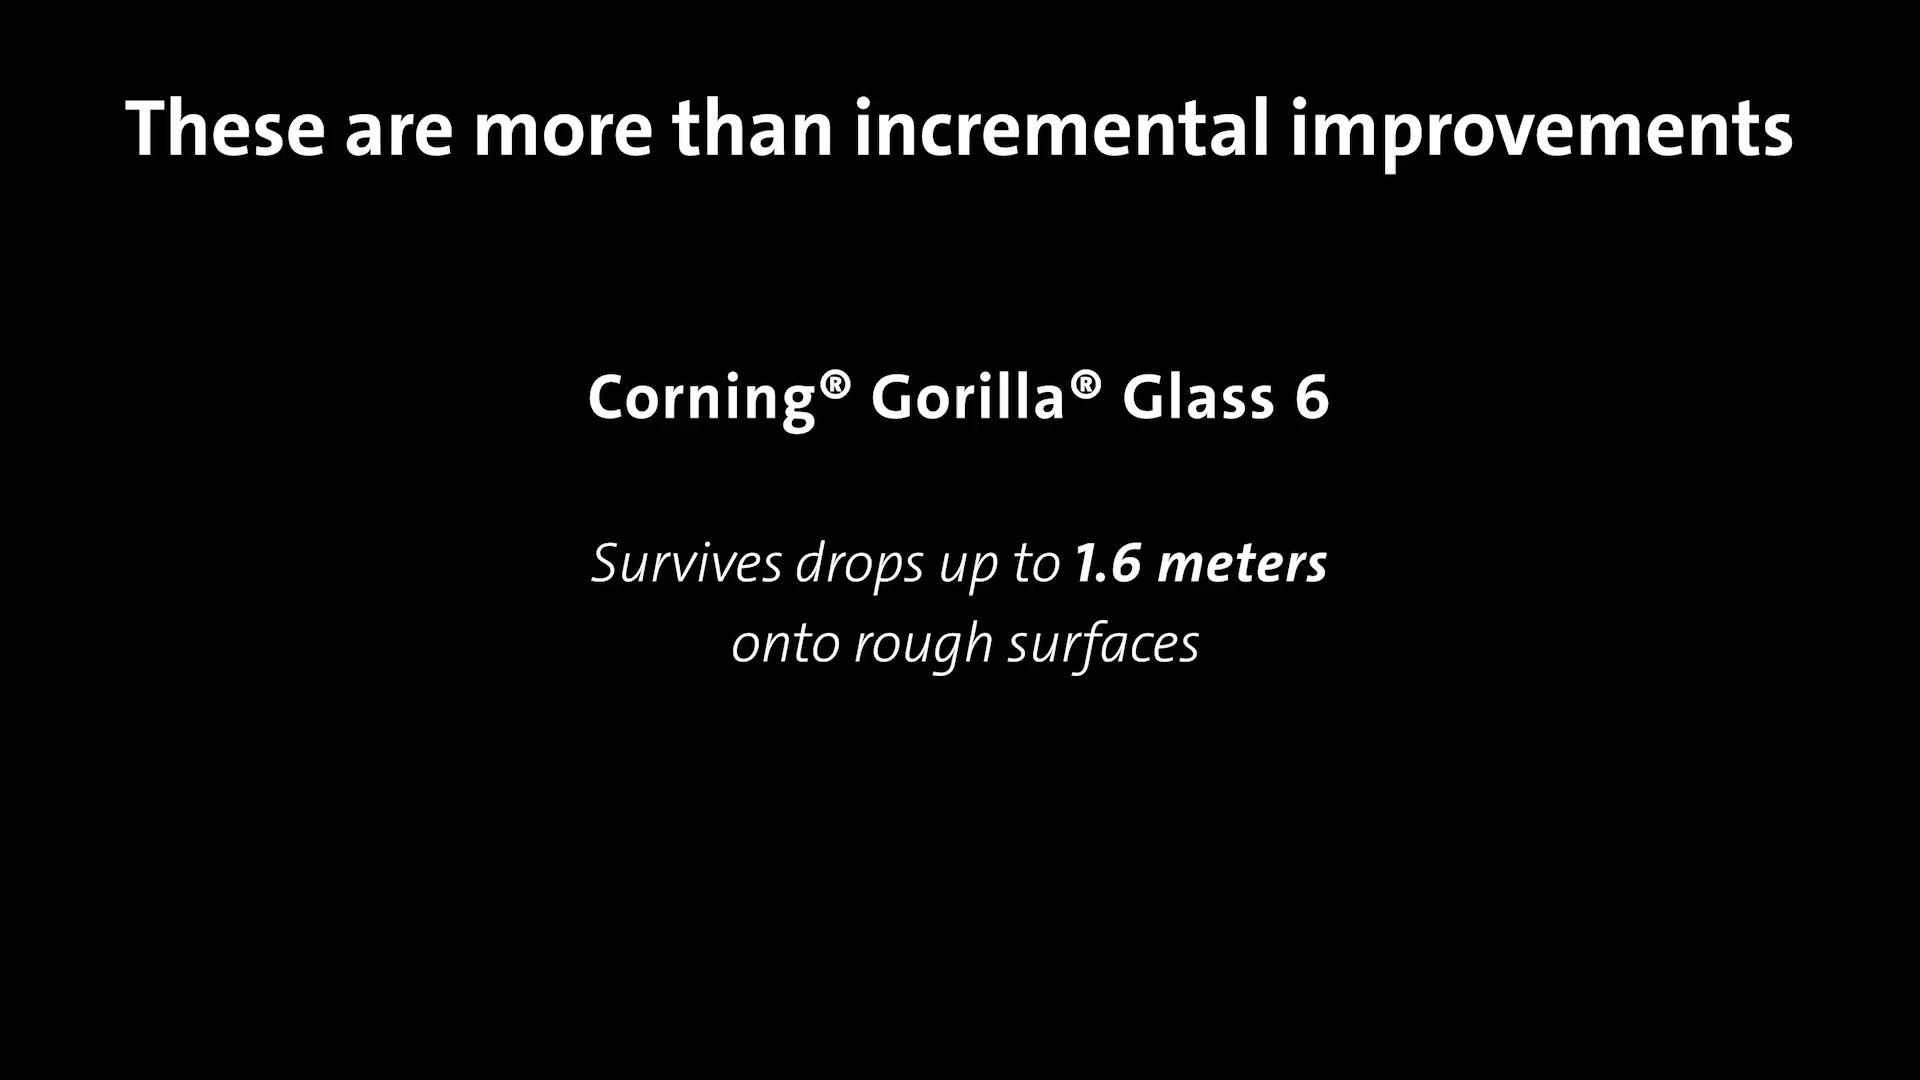 These are more than incremental improvements
Corning® Gorilla® Glass 6
Survives drops up to 1.6 meters
onto rough surfaces